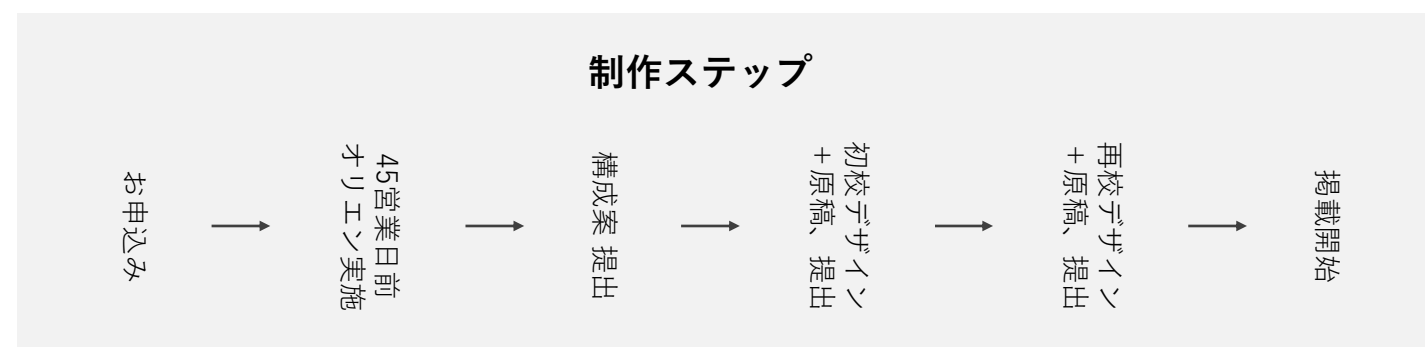 制作ステップ
お申込み
45営業日前
オリエン実施
構成案 提出
初校デザイン
+原稿、提出
再校デザイン
+原稿、提出
掲載開始